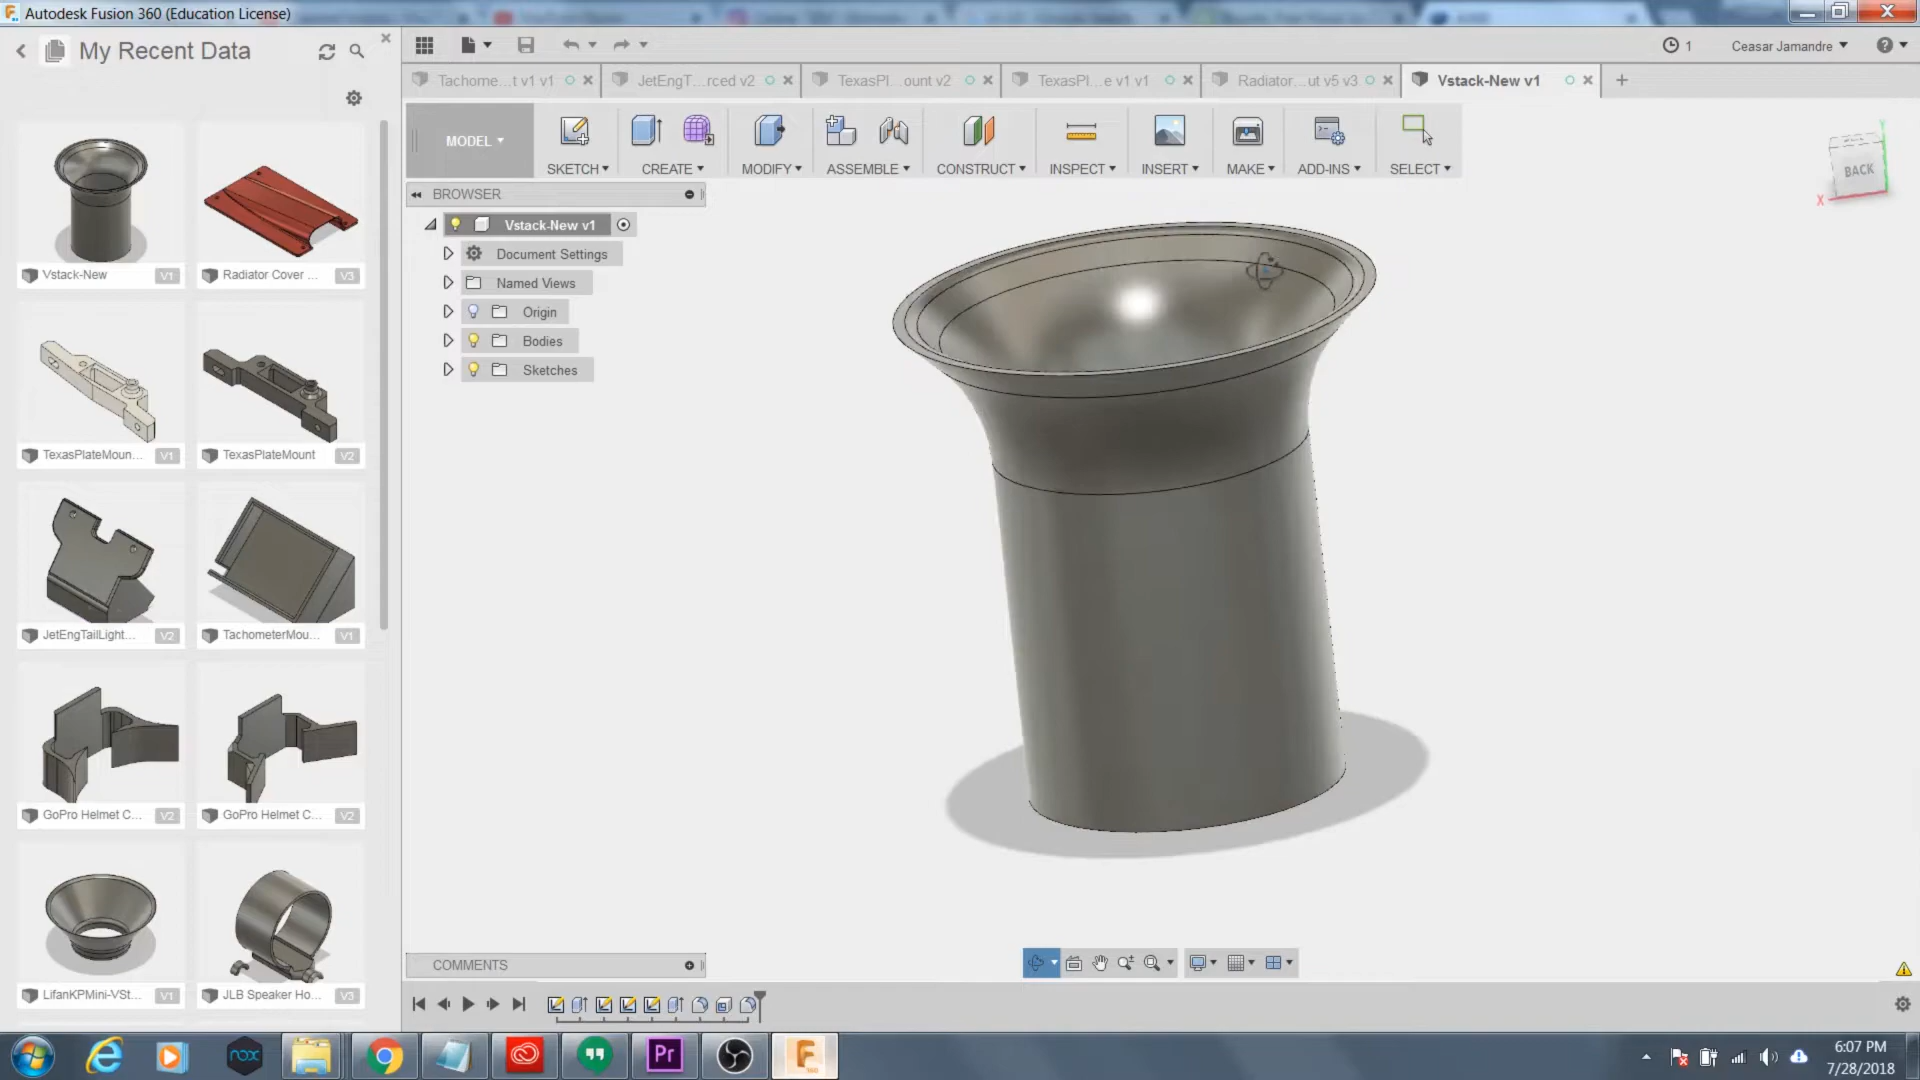 Autodesk Fusion 360 (Education License)
My Recent Data
1
Ceasar Jamandre
?
Tachome...t v1 v1
JetEngT...rced v2
TexasPl...ount v2
TexasPl...e v1 v1
Radiator...ut v5 v3
Vstack-New v1
MODEL
SKETCH
CREATE
MODIFY
ASSEMBLE
CONSTRUCT
INSPECT
INSERT
MAKE
ADD-INS
SELECT
BROWSER
Vstack-New v1
Document Settings
Named Views
Origin
Bodies
Sketches
BACK
X
Y
Vstack-New V1
Radiator Cover ... V3
TexasPlateMoun... V1
TexasPlateMount V2
JetEngTailLight... V2
TachometerMou... V1
GoPro Helmet C... V2
GoPro Helmet C... V2
LifanKPMini-VSt... V1
JLB Speaker Ho... V3
COMMENTS
nox
Pr
F
360
6:07 PM
7/28/2018